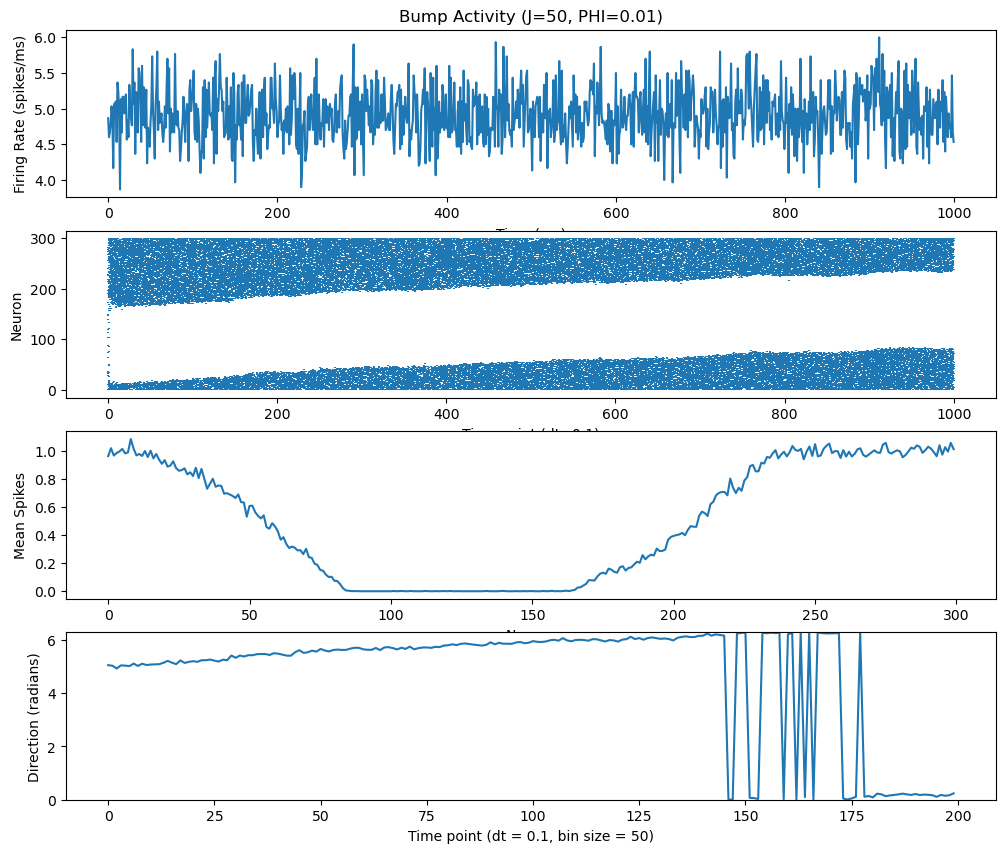 Bump Activity (J=50, PHI=0.01)
Firing Rate (spikes/ms)
6.0
5.5
5.0
4.5
4.0
0 200 400 600 800 1000
Neuron
300
200
100
0
0 200 400 600 800 1000
Mean Spikes
1.0
0.8
0.6
0.4
0.2
0.0
0 50 100 150 200 250 300
Direction (radians)
6
4
2
0
0 25 50 75 100 125 150 175 200
Time point (dt = 0.1, bin size = 50)